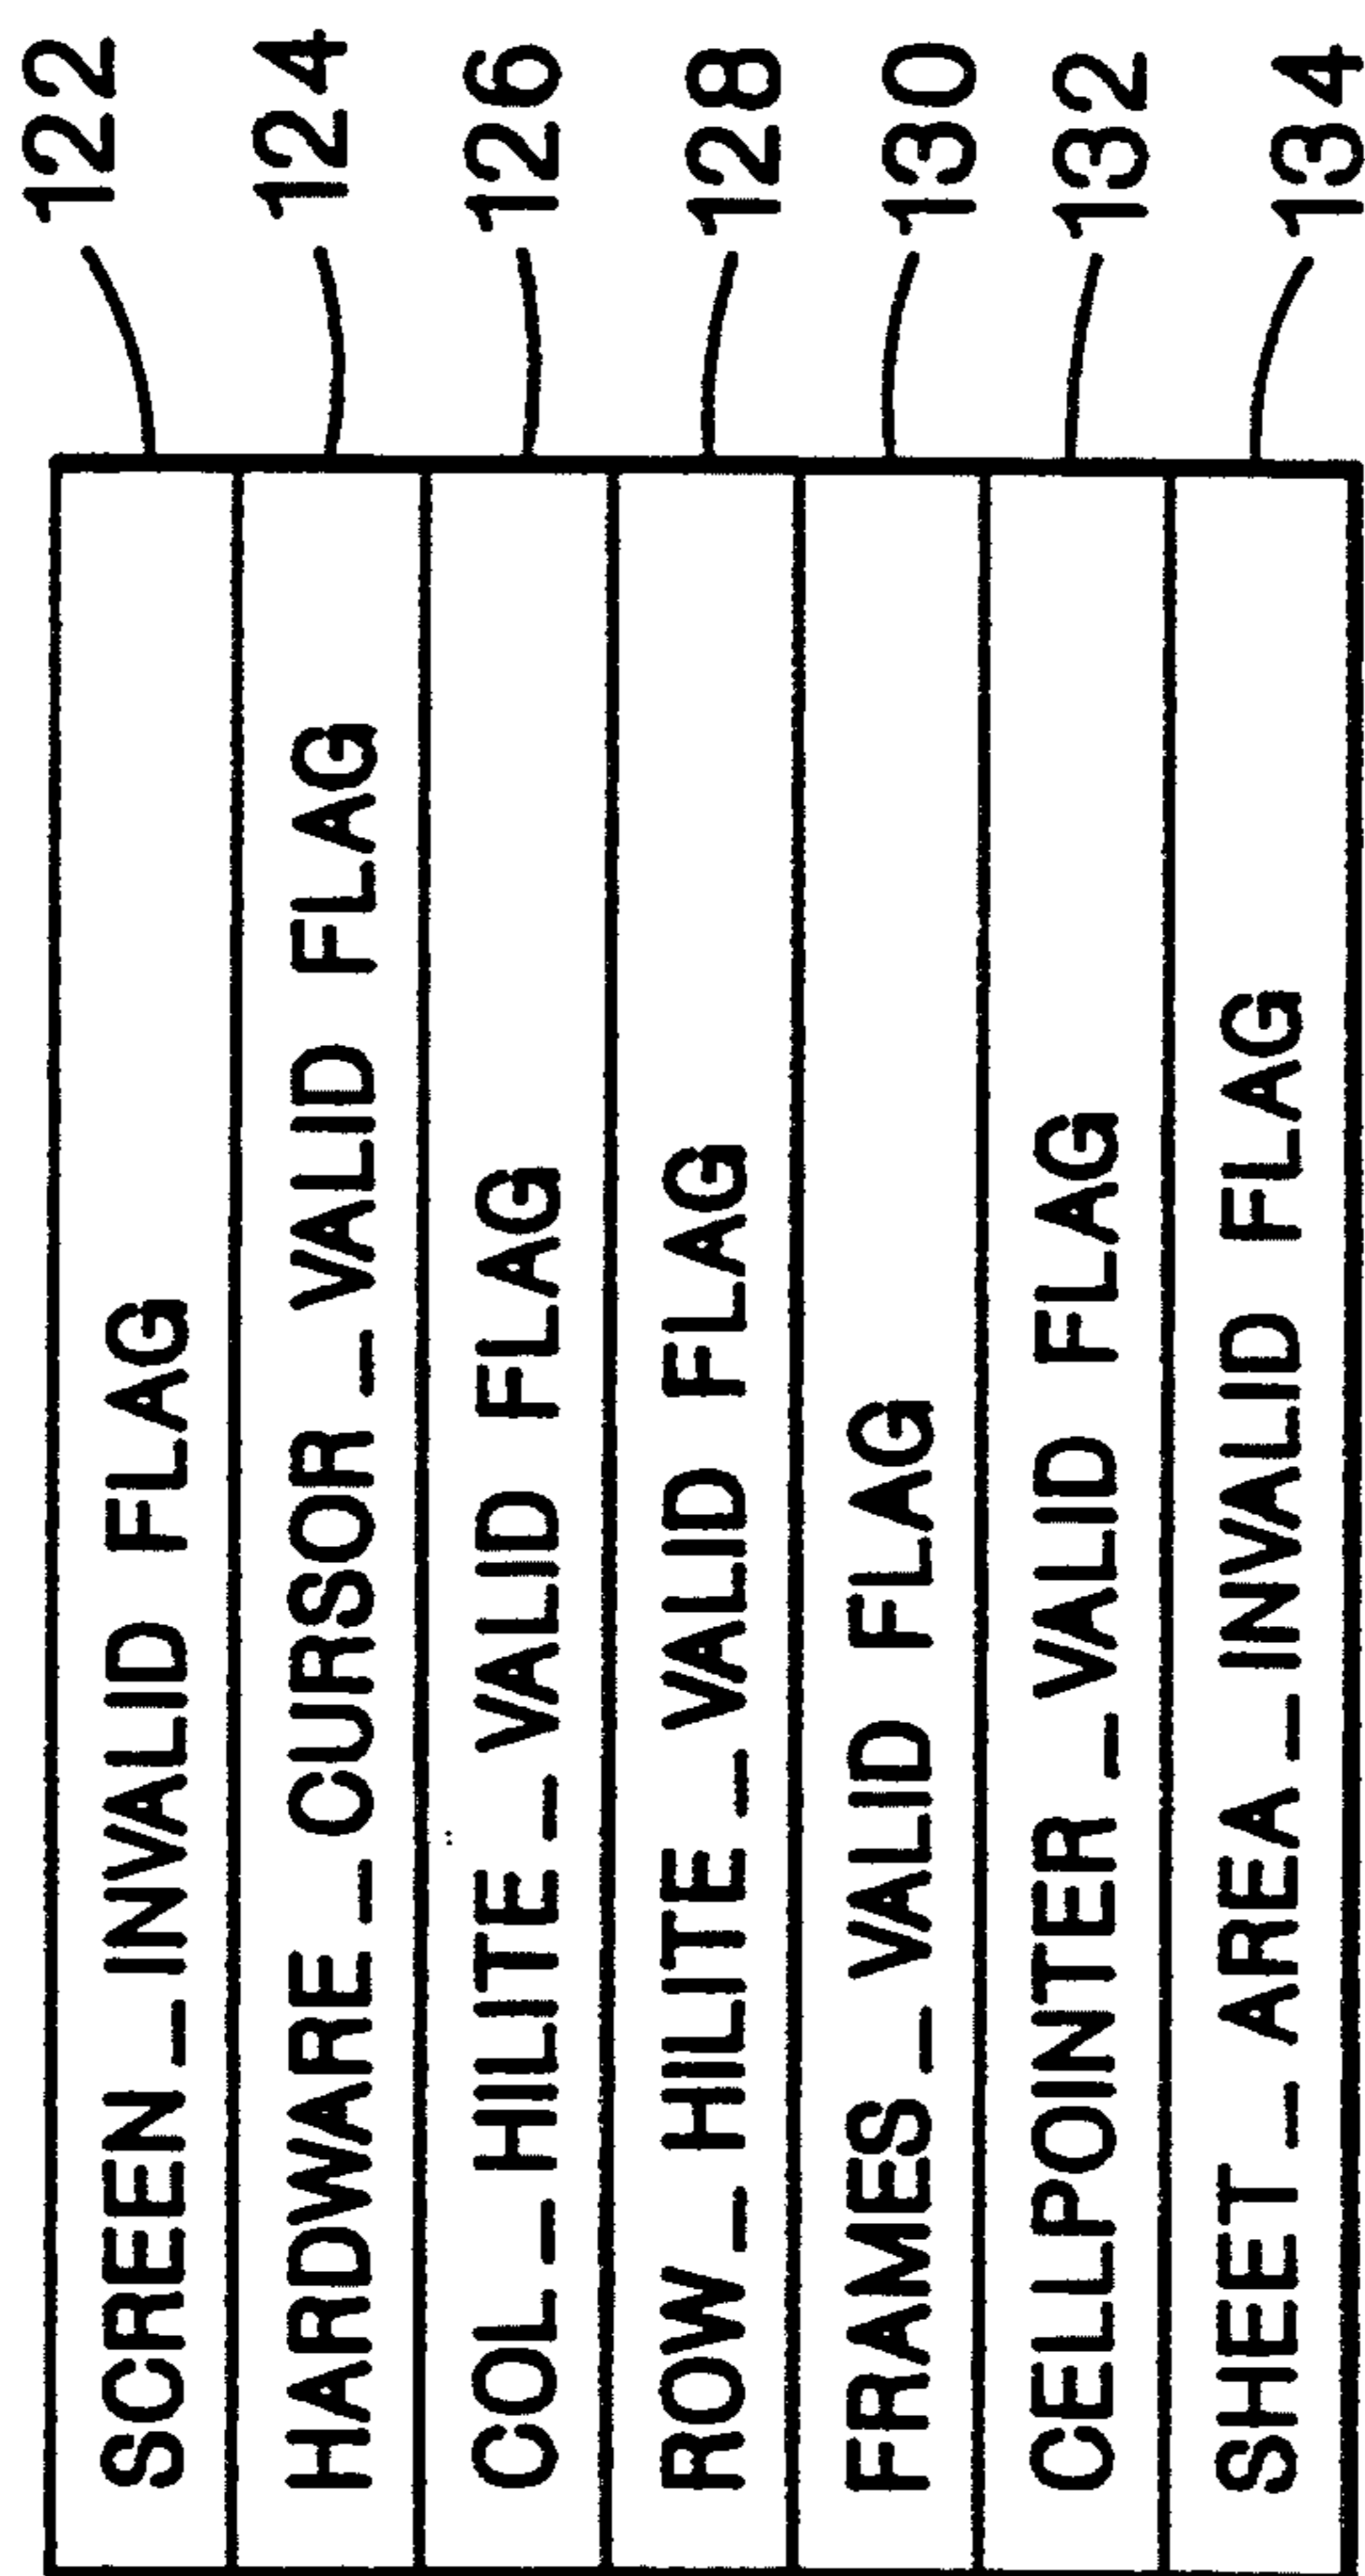 SCREEN_INVALID FLAG 122
HARDWARE_CURSOR_VALID FLAG 124
COL_HILITE_VALID FLAG 126
ROW_HILITE_VALID FLAG 128
FRAMES_VALID FLAG 130
CELLPOINTER_VALID FLAG 132
SHEET_AREA_INVALID FLAG 134